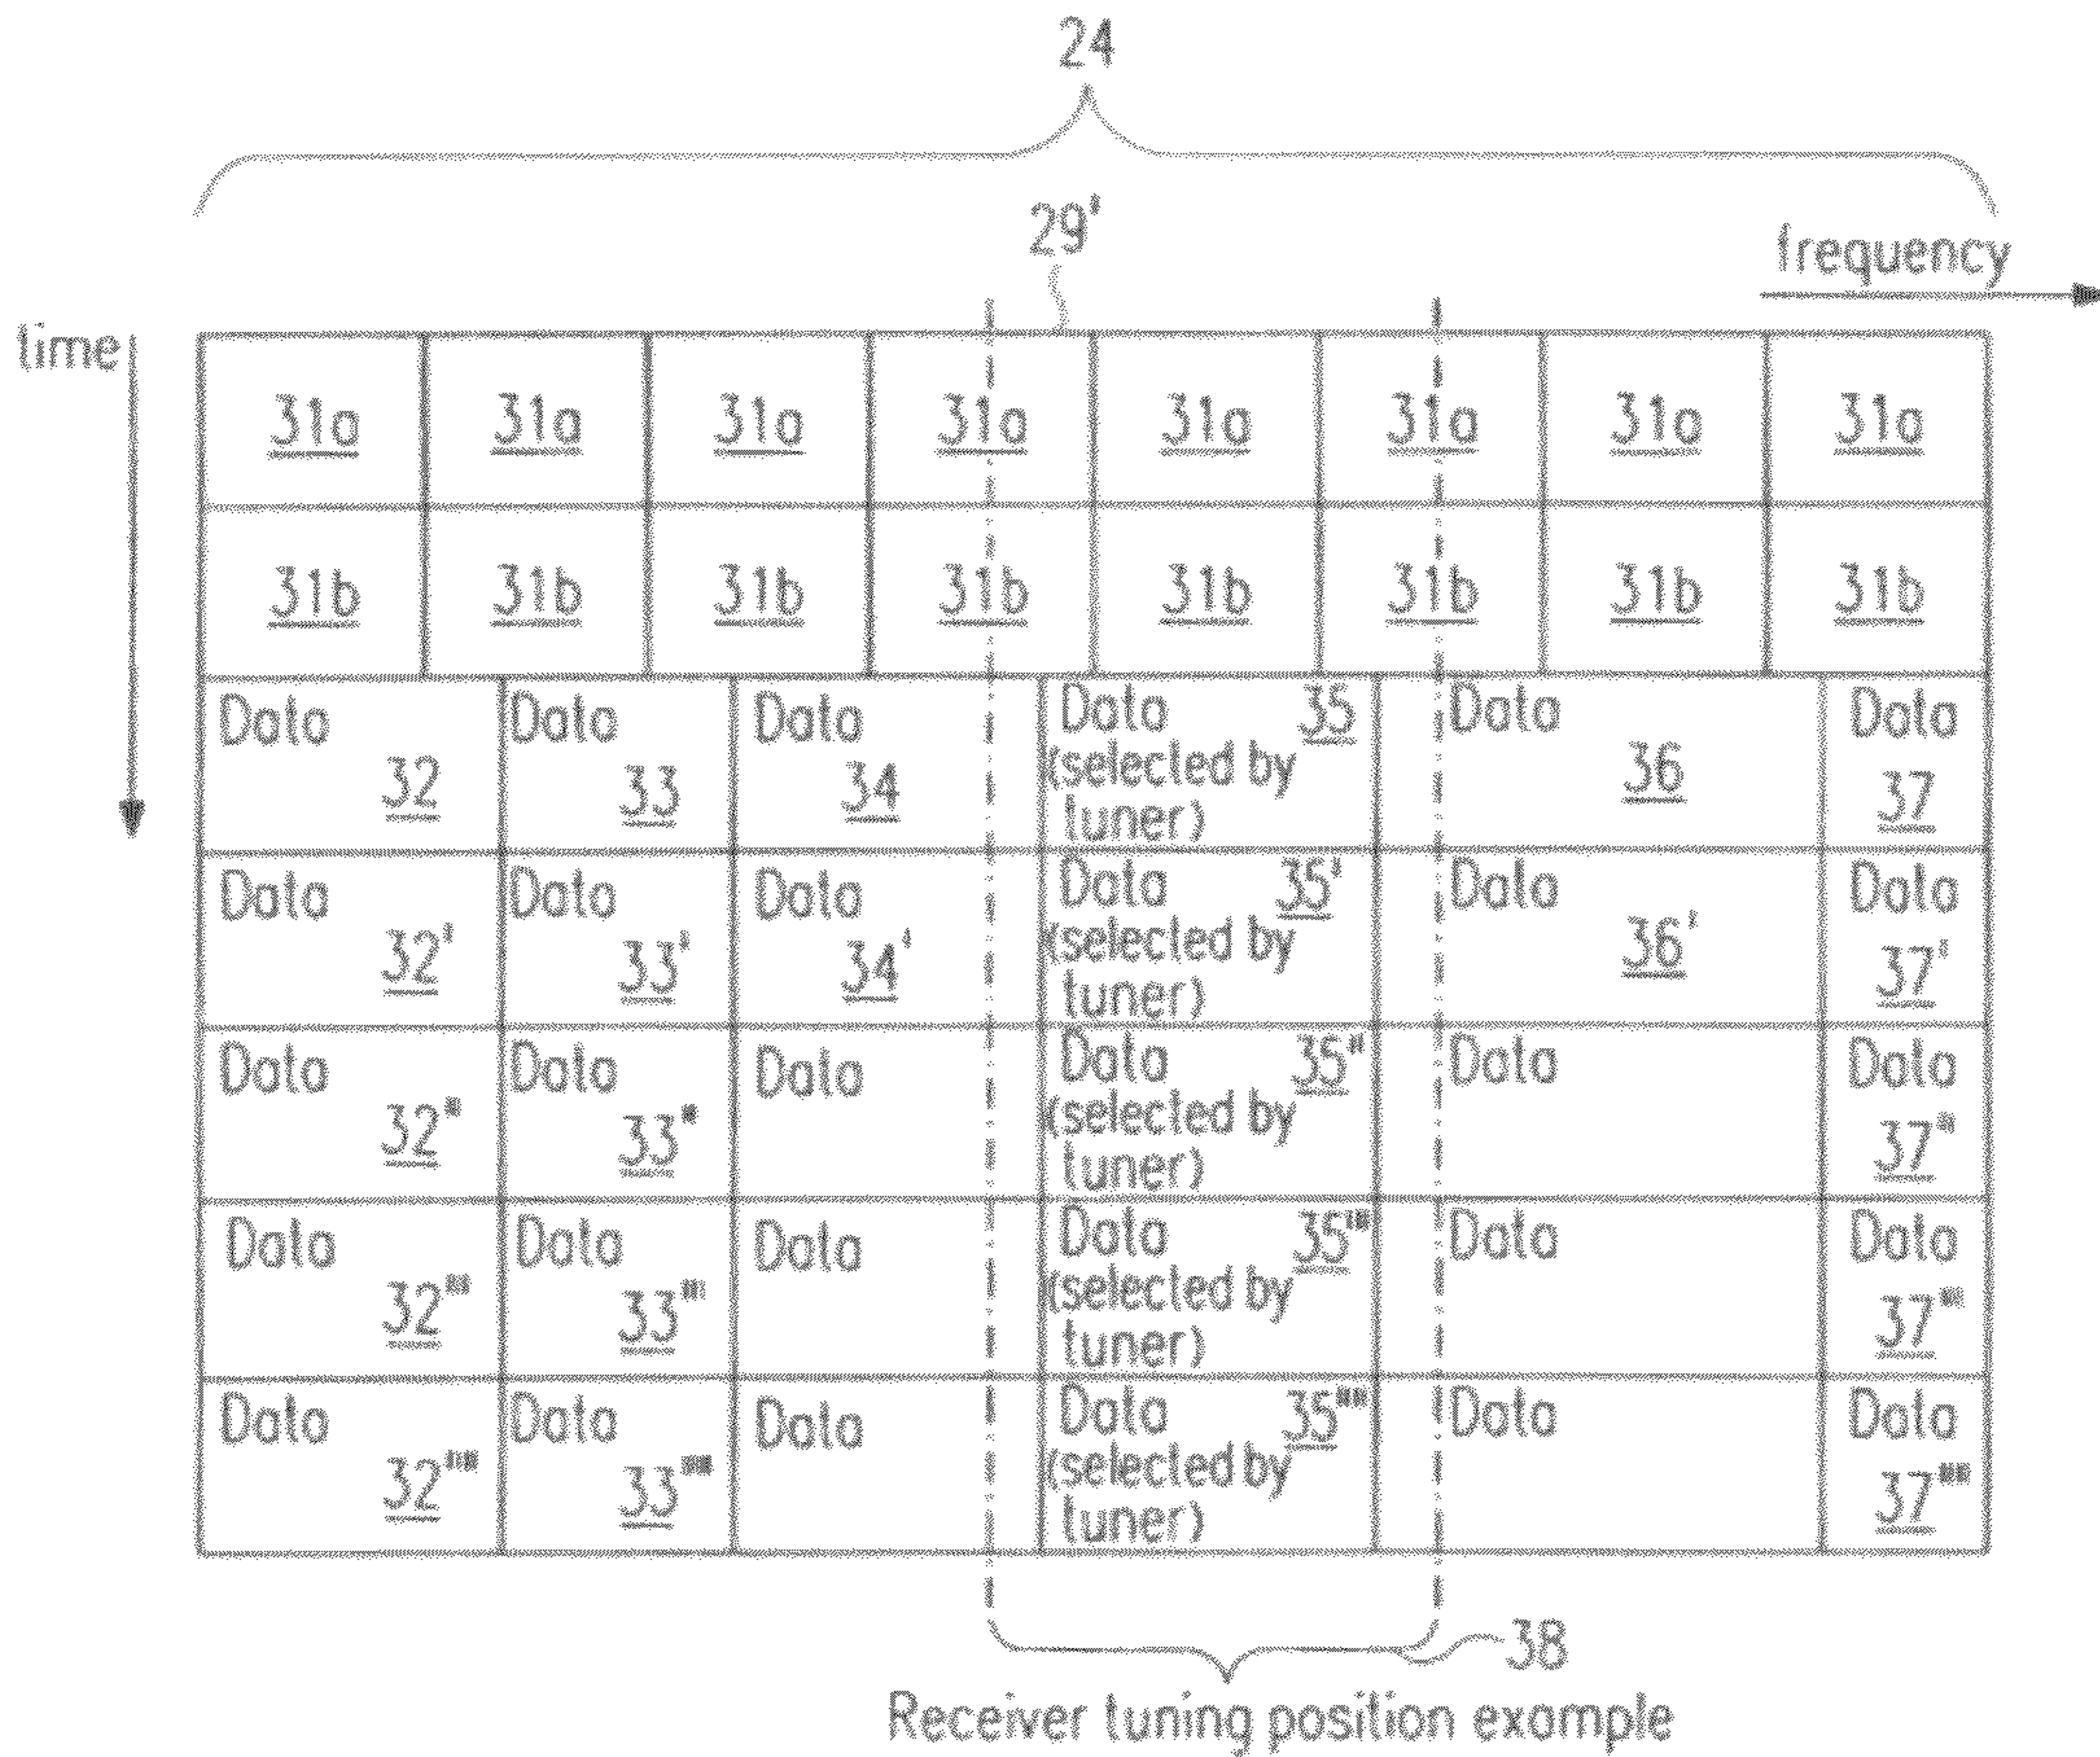 24
29'
frequency
time
31a 31a 31a 31a 31a 31a 31a 31a
31b 31b 31b 31b 31b 31b 31b 31b
Data 32 Data 33 Data 34 Data 35 (selected by tuner) Data 36 Data 37
Data 32' Data 33' Data 34' Data 35' (selected by tuner) Data 36' Data 37'
Data 32" Data 33" Data Data 35" (selected by tuner) Data Data 37"
Data 32"' Data 33"' Data Data 35"' (selected by tuner) Data Data 37"'
Data 32"" Data 33"" Data Data 35"" (selected by tuner) Data Data 37""
38
Receiver tuning position example